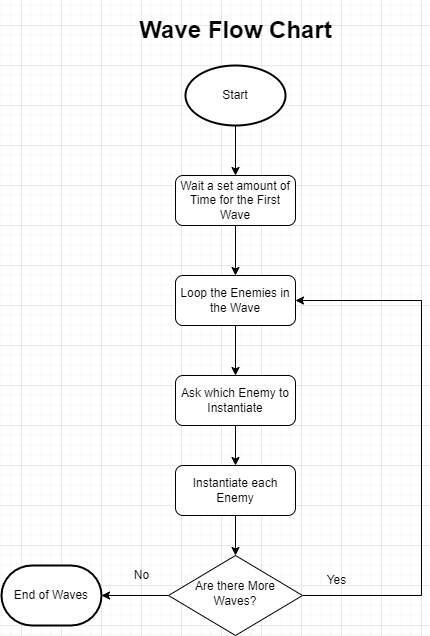 Wave Flow Chart
Start
Wait a set amount of
Time for the First
Wave
Loop the Enemies in
the Wave
Ask which Enemy to
Instantiate
Instantiate each
Enemy
Are there More
Waves?
No
Yes
End of Waves